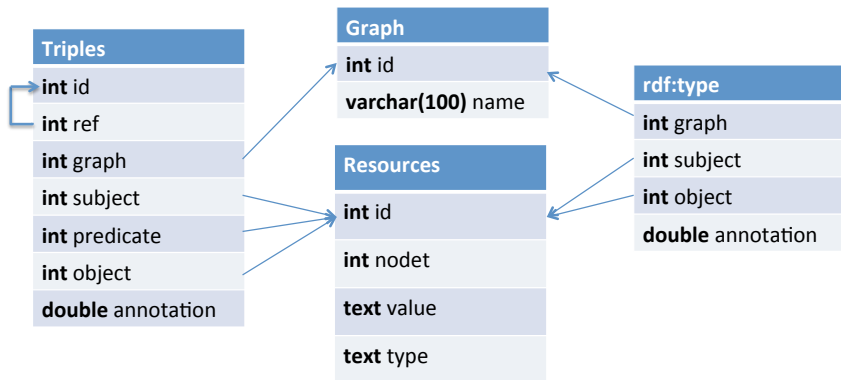 Triples
int id
int ref
int graph
int subject
int predicate
int object
double annotation
Graph
int id
varchar(100) name
Resources
int id
int nodet
text value
text type
rdf:type
int graph
int subject
int object
double annotation